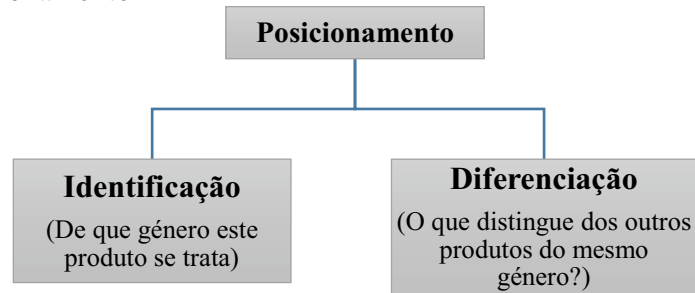 Posicionamento
Identificação
(De que género este
produto se trata)
Diferenciação
(O que distingue dos outros
produtos do mesmo
género?)